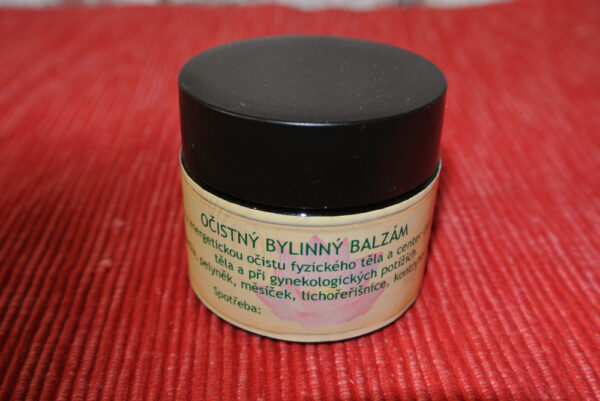 OČISTNÝ BYLINNÝ BALZÁM
energetickou očistu fyzického těla a center
těla a při gynekologických potížích.
pelyněk, měsíček, lichořeřišnice,
Spotřeba: